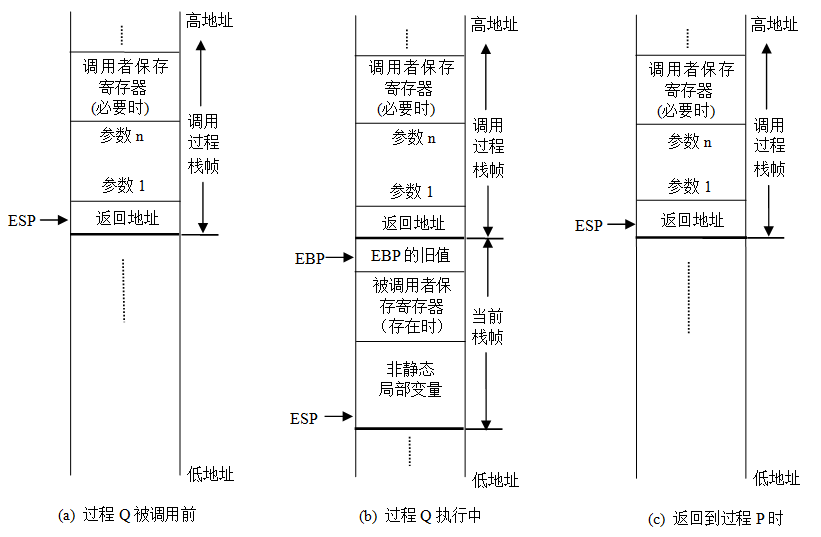 高地址
调用者保存
寄存器
(必要时)
参数 n
参数 1
返回地址
ESP
调用
过程
栈帧
低地址
(a) 过程 Q 被调用前
高地址
调用者保存
寄存器
(必要时)
参数 n
参数 1
返回地址
调用
过程
栈帧
EBP
EBP 的旧值
被调用者保
存寄存器
（存在时）
非静态
局部变量
ESP
当前
栈帧
低地址
(b) 过程 Q 执行中
高地址
调用者保存
寄存器
(必要时)
参数 n
参数 1
返回地址
ESP
调用
过程
栈帧
低地址
(c) 返回到过程 P 时